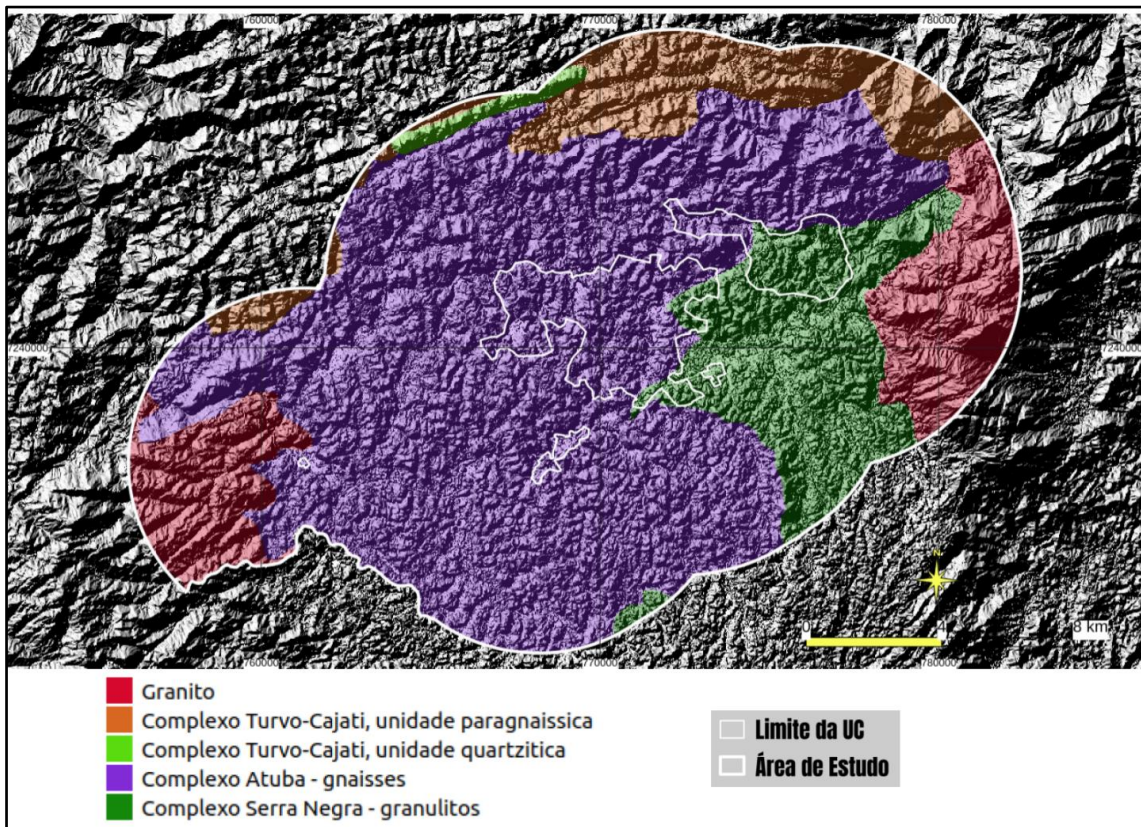 760000 770000 780000
7240000 7240000
N
0 4 8 km
760000 770000 780000
Granito
Complexo Turvo-Cajati, unidade paragnaissica
Complexo Turvo-Cajati, unidade quartzitica
Complexo Atuba - gnaisses
Complexo Serra Negra - granulitos
Limite da UC
Área de Estudo